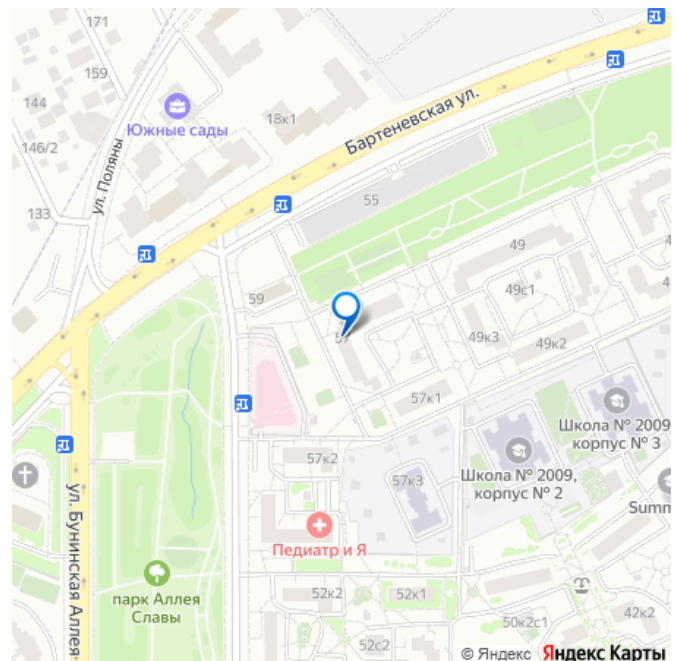 171
159
144
146/2
133
ул. Поляны
Южные сады
18к1
Бартеневская ул.
55
59
57
49
49с1
49к3
49к2
57к1
57к2
57к3
Школа № 2009,
корпус № 2
Школа № 2009
корпус № 3
Summ
Педиатр и Я
парк Аллея
Славы
ул. Бунинская Аллея
52к2
52к1
52с2
50к2с1
42к2
© Яндекс Яндекс Карты